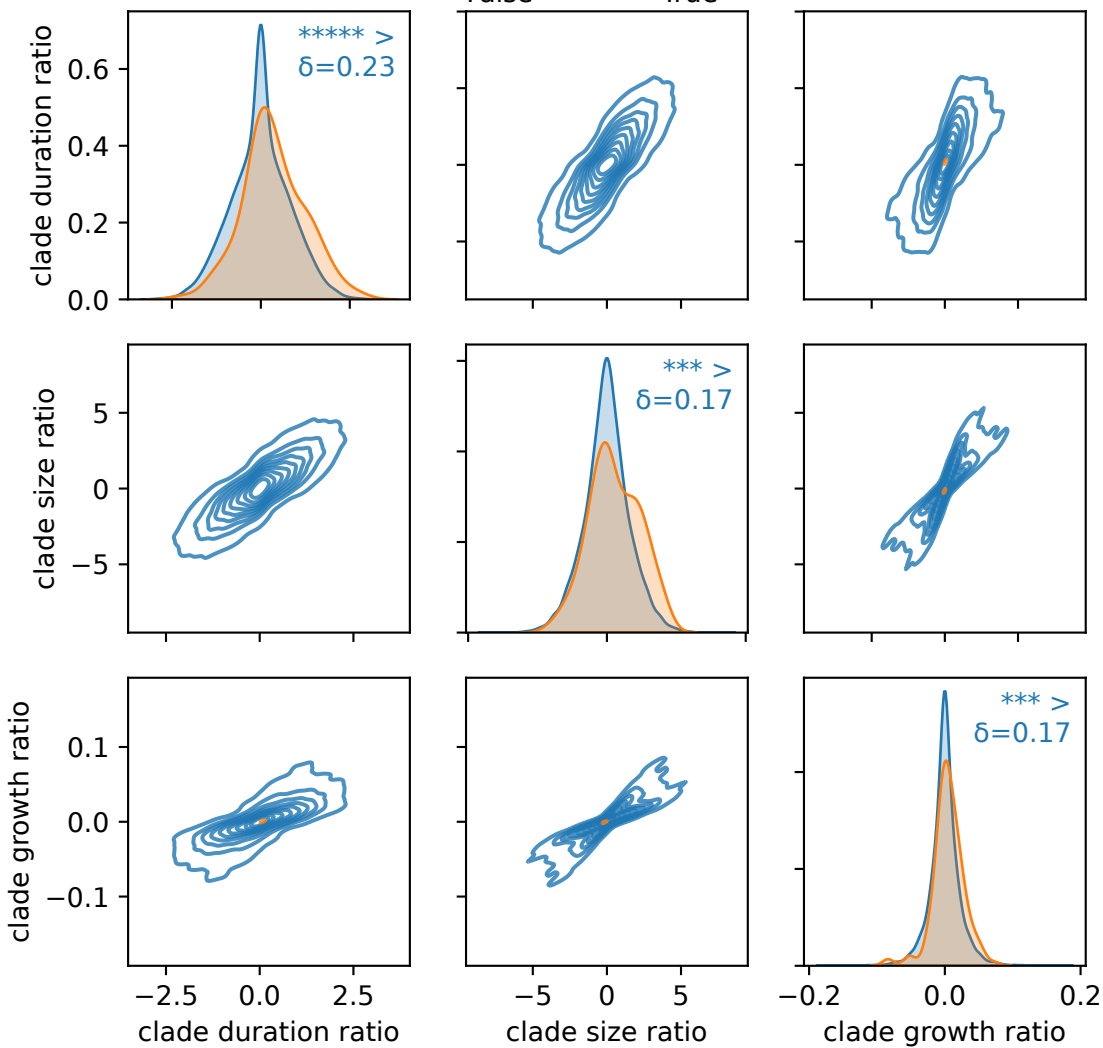 True
clade duration ratio
0.6
0.4
0.2
0.0
***** >
δ=0.23
clade size ratio
5
0
−5
*** >
δ=0.17
clade growth ratio
0.1
0.0
−0.1
*** >
δ=0.17
−2.5 0.0 2.5
−5 0 5
−0.2 0.0 0.2
clade duration ratio
clade size ratio
clade growth ratio